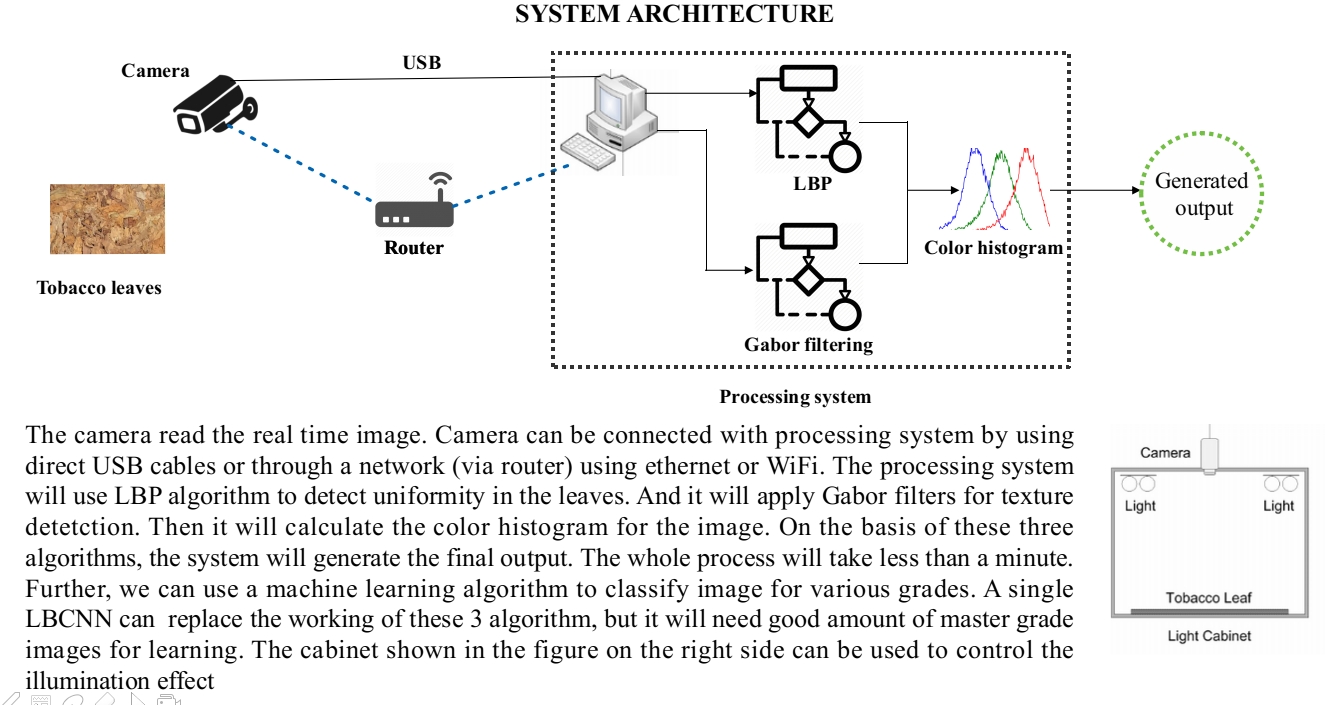 SYSTEM ARCHITECTURE
Camera
USB
LBP
Generated
output
Router
Color histogram
Tobacco leaves
Gabor filtering
Processing system
The camera read the real time image. Camera can be connected with processing system by using
direct USB cables or through a network (via router) using ethernet or WiFi. The processing system
will use LBP algorithm to detect uniformity in the leaves. And it will apply Gabor filters for texture
detetction. Then it will calculate the color histogram for the image. On the basis of these three
algorithms, the system will generate the final output. The whole process will take less than a minute.
Further, we can use a machine learning algorithm to classify image for various grades. A single
LBCNN can  replace the working of these 3 algorithm, but it will need good amount of master grade
images for learning. The cabinet shown in the figure on the right side can be used to control the
illumination effect
Camera
Light
Light
Tobacco Leaf
Light Cabinet